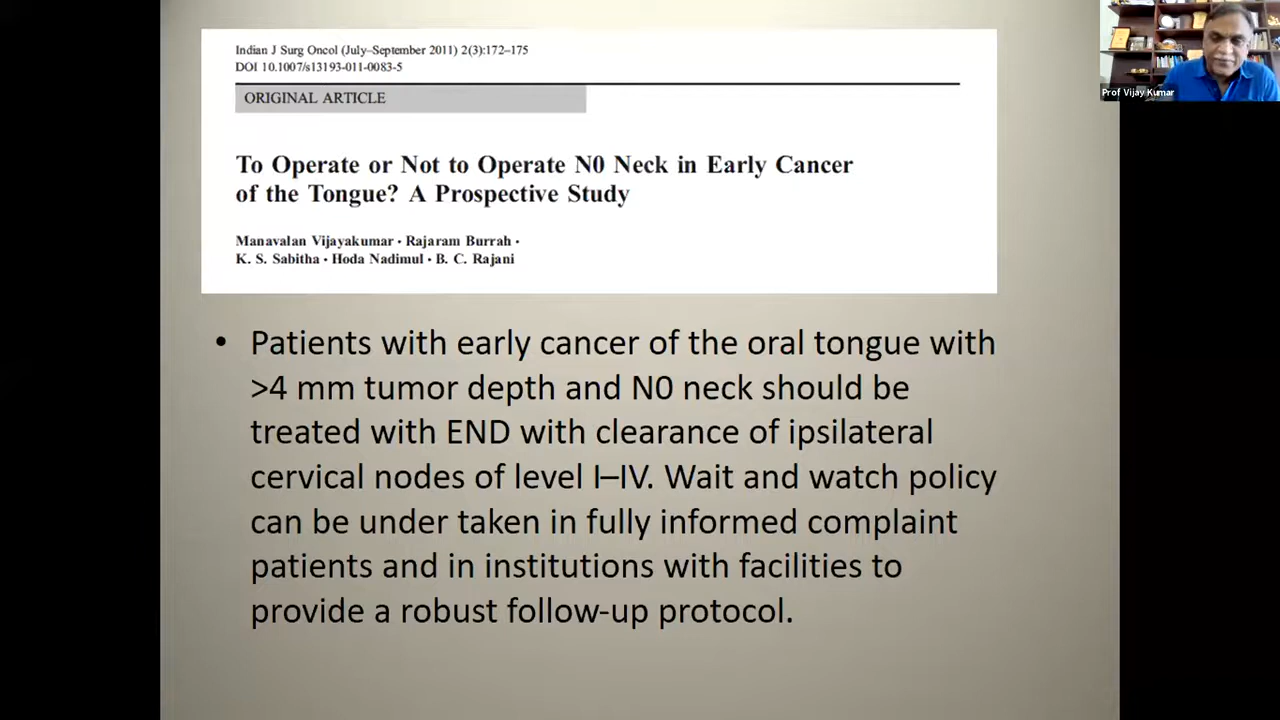 Indian J Surg Oncol (July–September 2011) 2(3):172–175
DOI 10.1007/s13193-011-0083-5
ORIGINAL ARTICLE
To Operate or Not to Operate N0 Neck in Early Cancer
of the Tongue? A Prospective Study
Manavalan Vijayakumar · Rajaram Burrah ·
K. S. Sabitha · Hoda Nadimul · B. C. Rajani
• Patients with early cancer of the oral tongue with
>4 mm tumor depth and N0 neck should be
treated with END with clearance of ipsilateral
cervical nodes of level I–IV. Wait and watch policy
can be under taken in fully informed complaint
patients and in institutions with facilities to
provide a robust follow-up protocol.
Prof Vijay Kumar